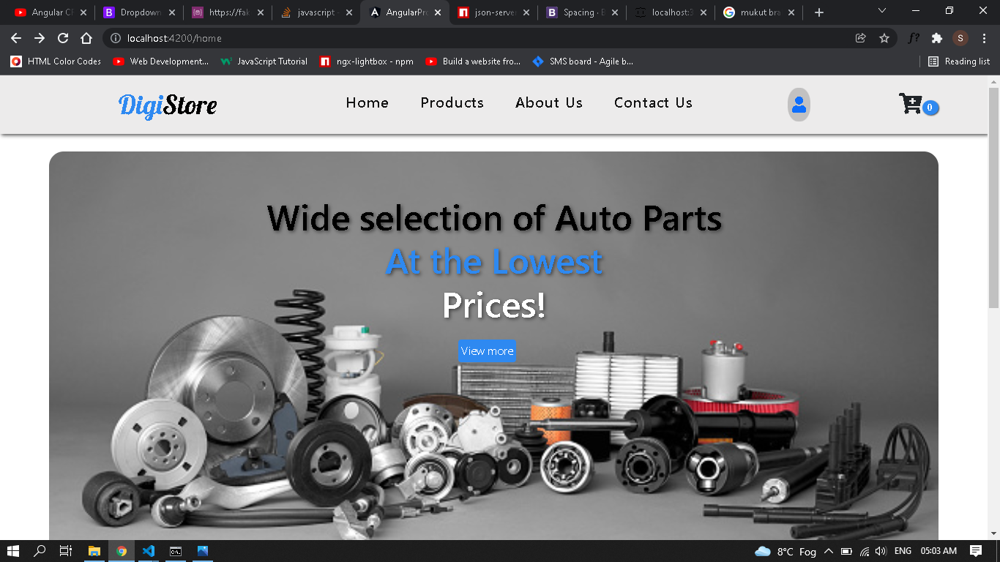 Angular Cl
Dropdown
https://fak
javascript -
AngularPro
json-server
Spacing · B
localhost:3
mukut bra
localhost:4200/home
f?
S
HTML Color Codes
Web Development...
JavaScript Tutorial
ngx-lightbox - npm
Build a website fro...
SMS board - Agile b...
Reading list
DigiStore
Home
Products
About Us
Contact Us
0
Wide selection of Auto Parts
At the Lowest
Prices!
View more
8°C Fog
ENG
05:03 AM